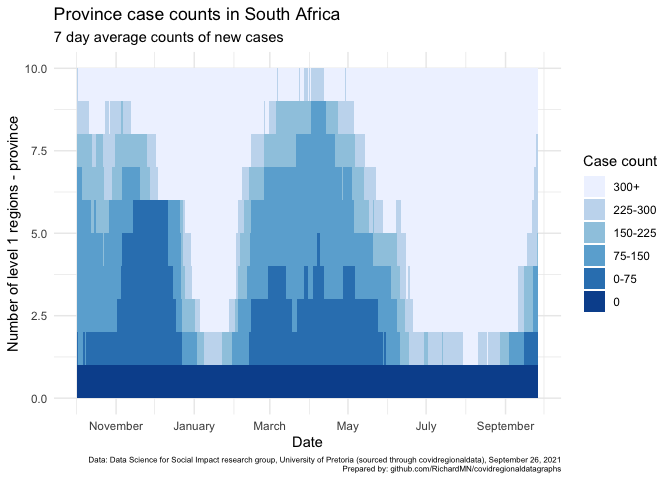 Province case counts in South Africa
7 day average counts of new cases
10.0
7.5
5.0
2.5
0.0
Number of level 1 regions - province
November
January
March
May
July
September
Date
Case count
300+
225-300
150-225
75-150
0-75
0
Data: Data Science for Social Impact research group, University of Pretoria (sourced through covidregionaldata), September 26, 2021
Prepared by: github.com/RichardMN/covidregionaldatagraphs